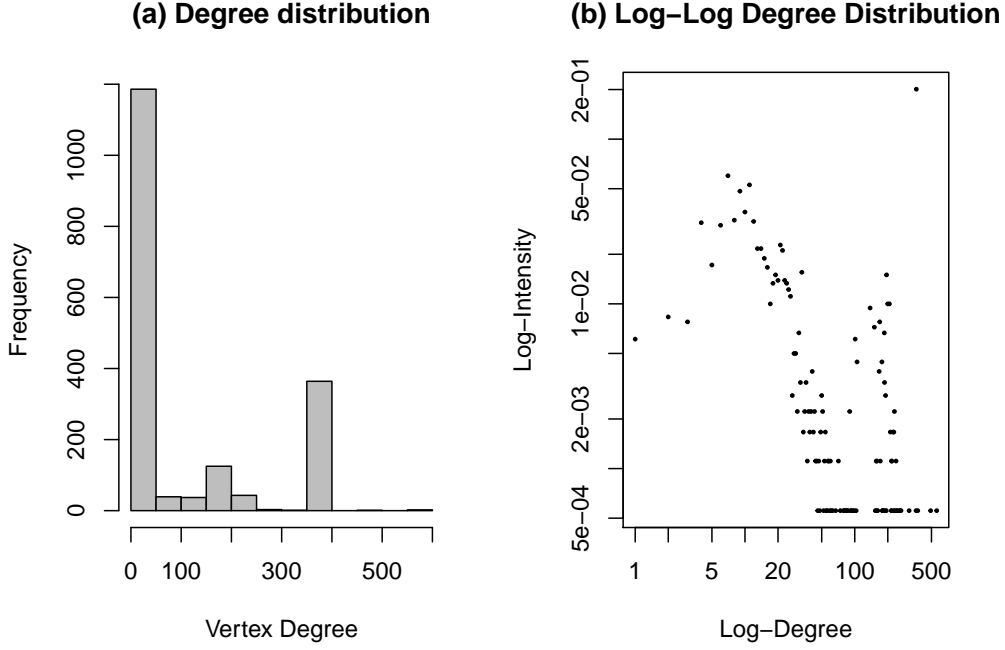 (a) Degree distribution
Frequency
0
200
400
600
800
1000
0
100
300
500
Vertex Degree
(b) Log−Log Degree Distribution
Log−Intensity
5e−04
2e−03
1e−02
5e−02
2e−01
1
5
20
100
500
Log−Degree